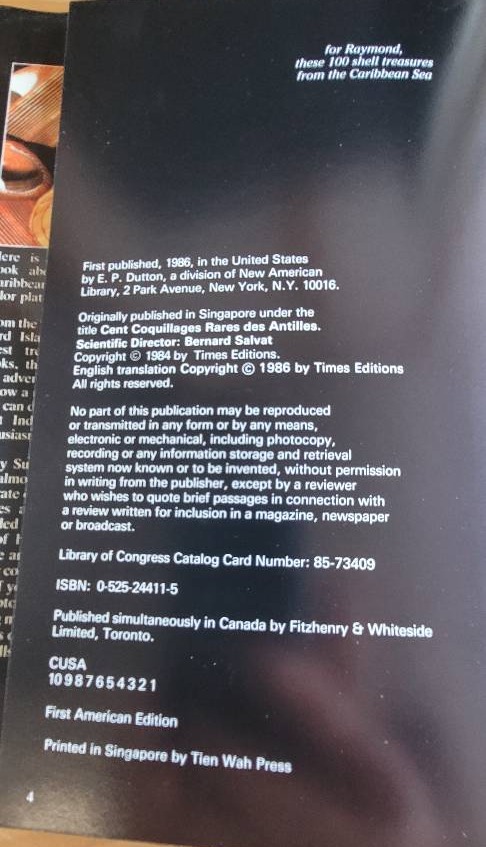 for Raymond,
these 100 shell treasures
from the Caribbean Sea
First published, 1986, in the United States
by E. P. Dutton, a division of New American
Library, 2 Park Avenue, New York, N.Y. 10016.
Originally published in Singapore under the
title Cent Coquillages Rares des Antilles.
Scientific Director: Bernard Salvat
Copyright © 1984 by Times Editions.
English translation Copyright © 1986 by Times Editions
All rights reserved.
No part of this publication may be reproduced
or transmitted in any form or by any means,
electronic or mechanical, including photocopy,
recording or any information storage and retrieval
system now known or to be invented, without permission
in writing from the publisher, except by a reviewer
who wishes to quote brief passages in connection with
a review written for inclusion in a magazine, newspaper
or broadcast.
Library of Congress Catalog Card Number: 85-73409
ISBN: 0-525-24411-5
Published simultaneously in Canada by Fitzhenry & Whiteside
Limited, Toronto.
CUSA
10 9 8 7 6 5 4 3 2 1
First American Edition
Printed in Singapore by Tien Wah Press
4